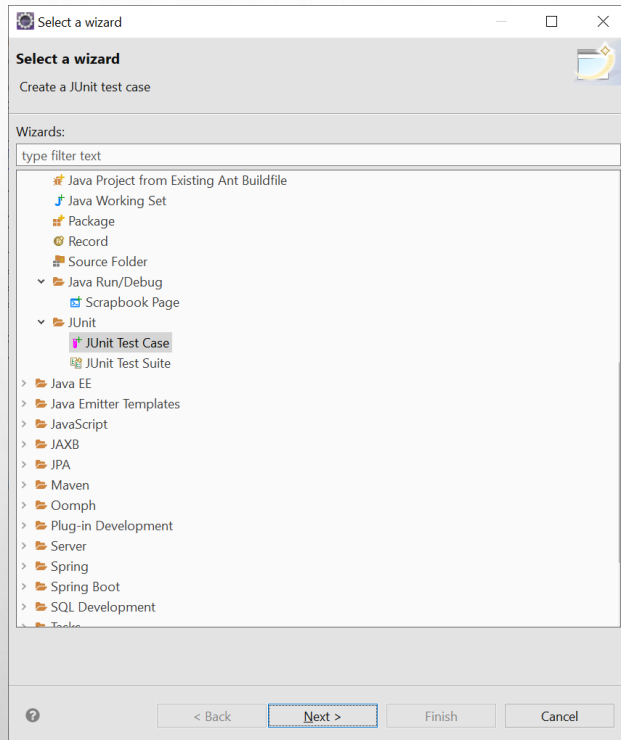 Select a wizard
Select a wizard
Create a JUnit test case
Wizards:
type filter text
Java Project from Existing Ant Buildfile
Java Working Set
Package
Record
Source Folder
Java Run/Debug
Scrapbook Page
JUnit
JUnit Test Case
JUnit Test Suite
Java EE
Java Emitter Templates
JavaScript
JAXB
JPA
Maven
Oomph
Plug-in Development
Server
Spring
Spring Boot
SQL Development
Tasks
< Back Next > Finish Cancel